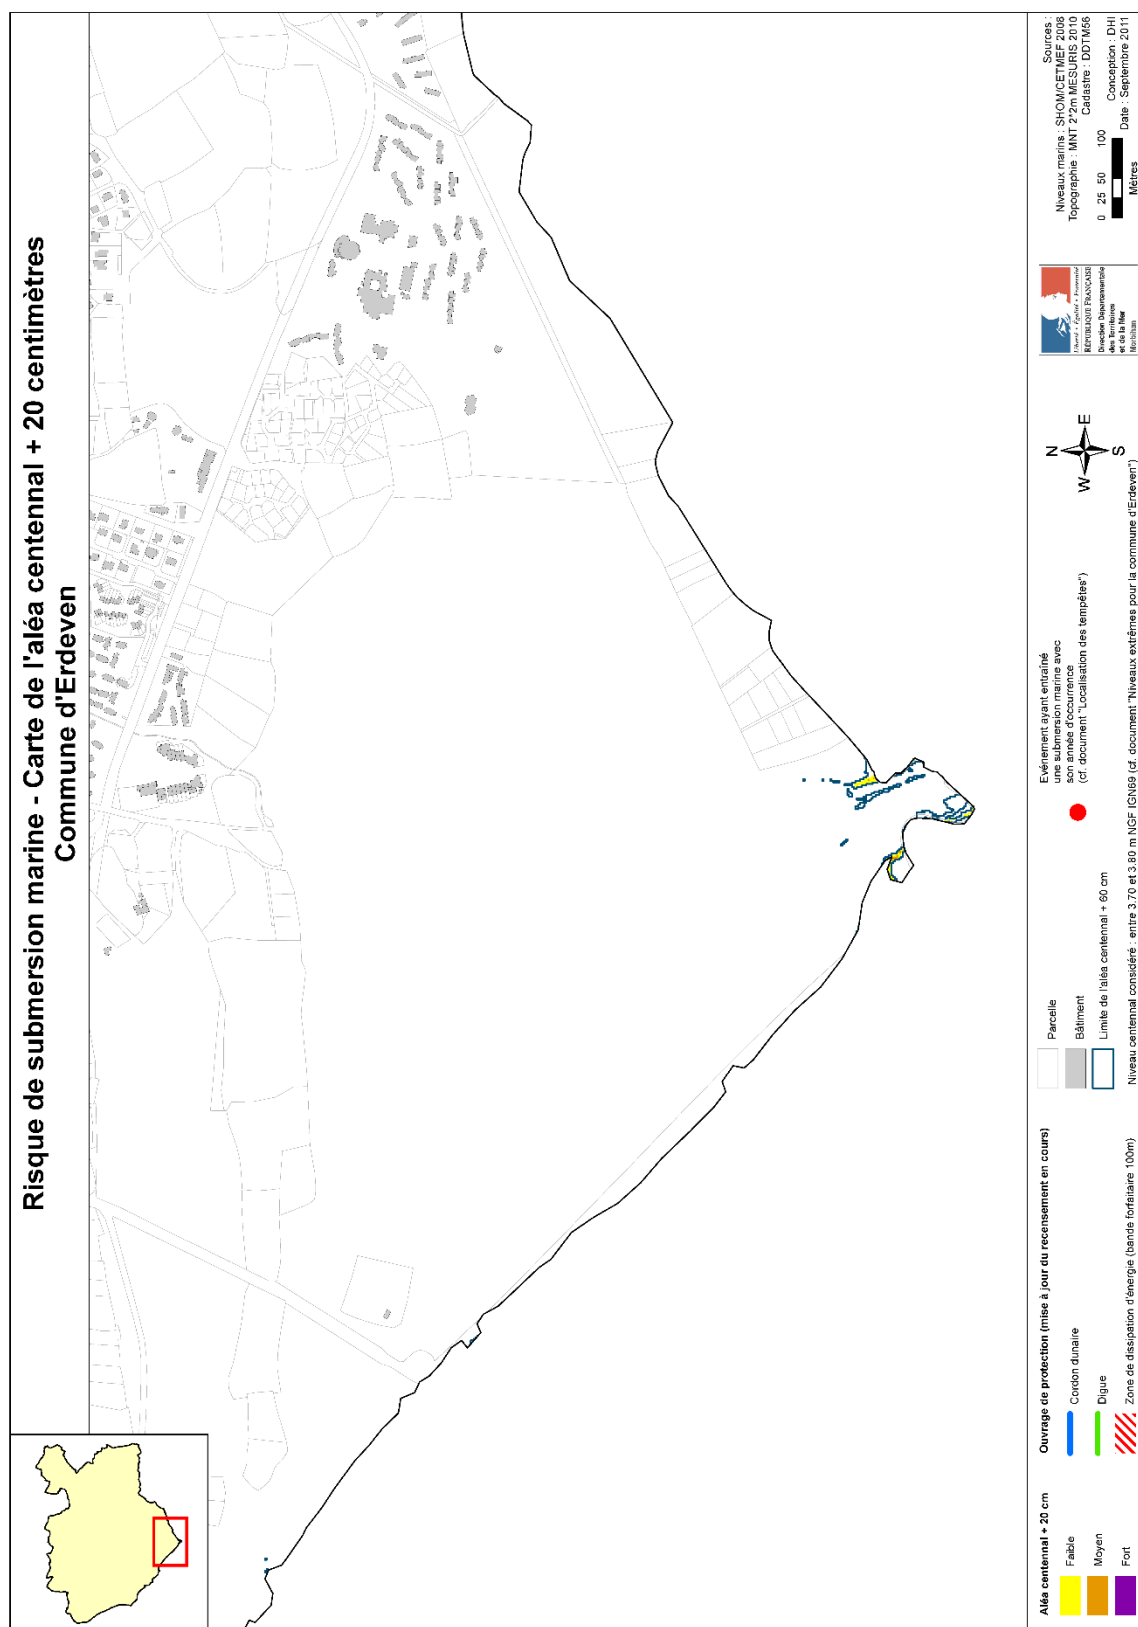 Risque de submersion marine - Carte de l'aléa centennal + 20 centimètres
Commune d'Erdeven
Aléa centennal + 20 cm
Faible
Moyen
Fort
Ouvrage de protection (mise à jour du recensement en cours)
Cordon dunaire
Digue
Zone de dissipation d'énergie (bande forfaitaire 100m)
Parcelle
Bâtiment
Limite de l'aléa centennal + 60 cm
Evénement ayant entraîné
une submersion marine avec
son année d'occurrence
(cf. document "Localisation des tempêtes")
Niveau centennal considéré : entre 3.70 et 3.80 m NGF IGN69 (cf. document "Niveaux extrêmes pour la commune d'Erdeven")
N
W
E
S
Liberté • Égalité • Fraternité
RÉPUBLIQUE FRANÇAISE
Direction Départementale
des Territoires
et de la Mer
Morbihan
Sources :
Niveaux marins : SHOM/CETMEF 2008
Topographie : MNT 2*2m MESURIS 2010
Cadastre : DDTM56
0 25 50 100
Mètres
Conception : DHI
Date : Septembre 2011